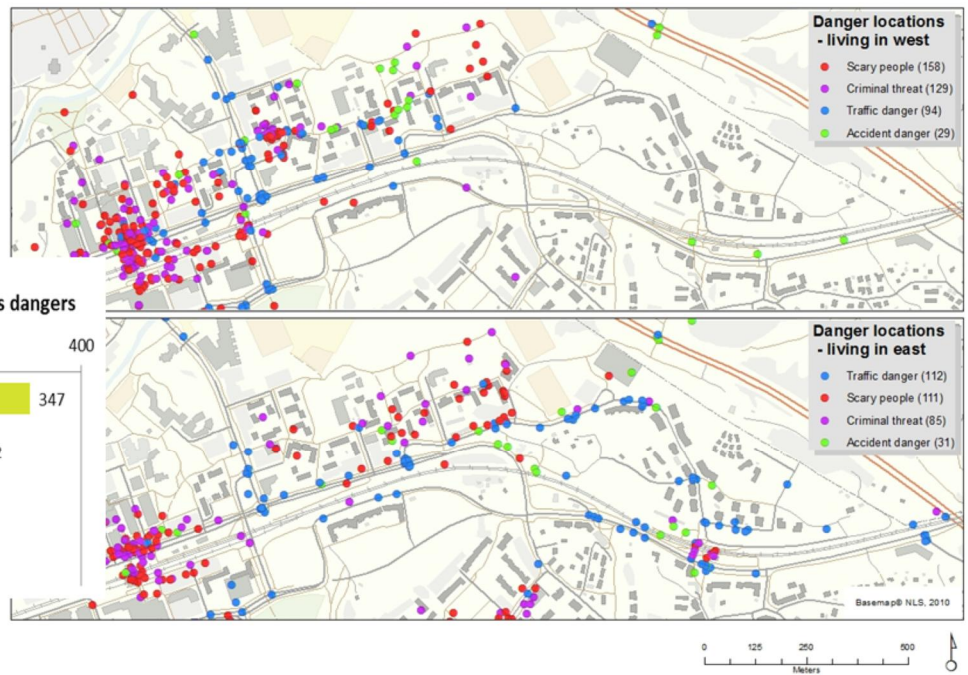 Danger locations
- living in west
Scary people (158)
Criminal threat (129)
Traffic danger (94)
Accident danger (29)
dangers
400
347
Danger locations
- living in east
Traffic danger (112)
Scary people (111)
Criminal threat (85)
Accident danger (31)
Basemap© NLS, 2010
0 125 250 500
Meters